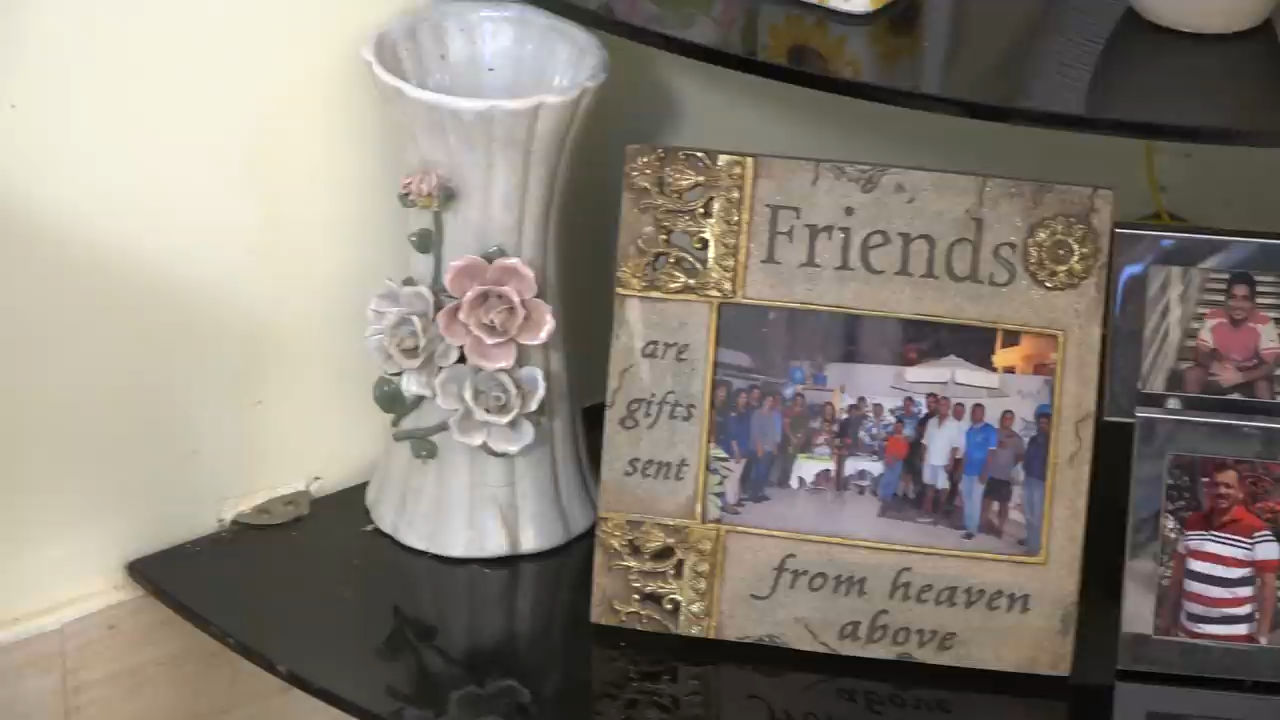 Friends
are
gifts
sent
from heaven
above